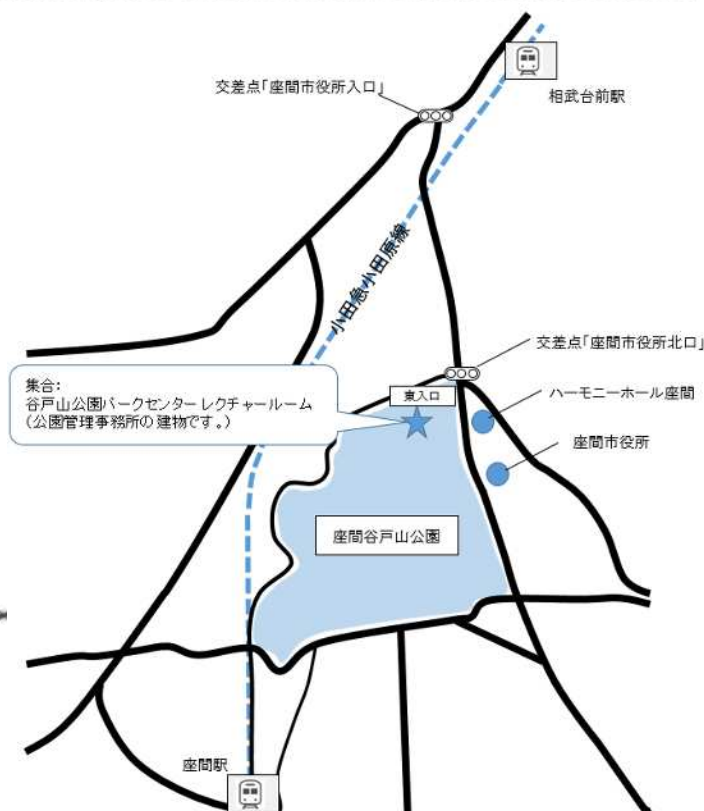 交差点「座間市役所入口」
相武台前駅
小田急小田原線
交差点「座間市役所北口」
東入口
ハーモニーホール座間
集合:
谷戸山公園パークセンターレクチャールーム
(公園管理事務所の建物です。)
座間市役所
座間谷戸山公園
座間駅